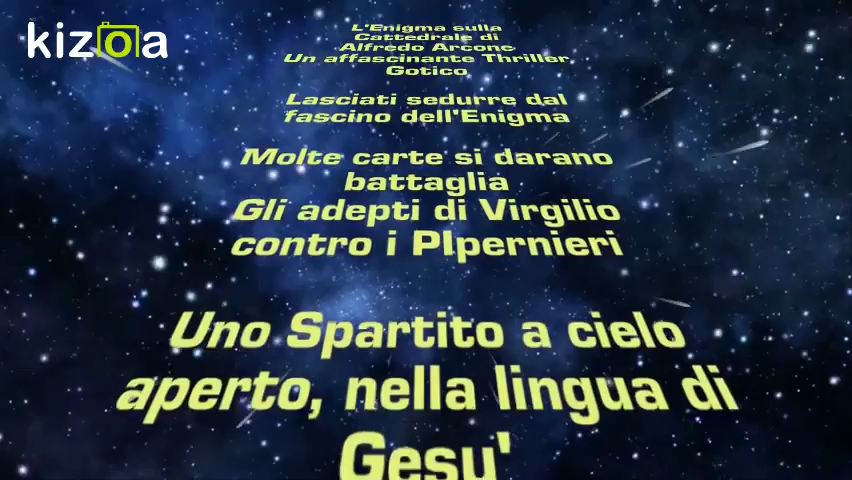 kizoa
L'Enigma sulla
Cattedrale di
Alfredo Arcone
Un affascinante Thriller
Gotico
Lasciati sedurre dal
fascino dell'Enigma
Molte carte si darano
battaglia
Gli adepti di Virgilio
contro i PIpernieri
Uno Spartito a cielo
aperto, nella lingua di
Gesu'